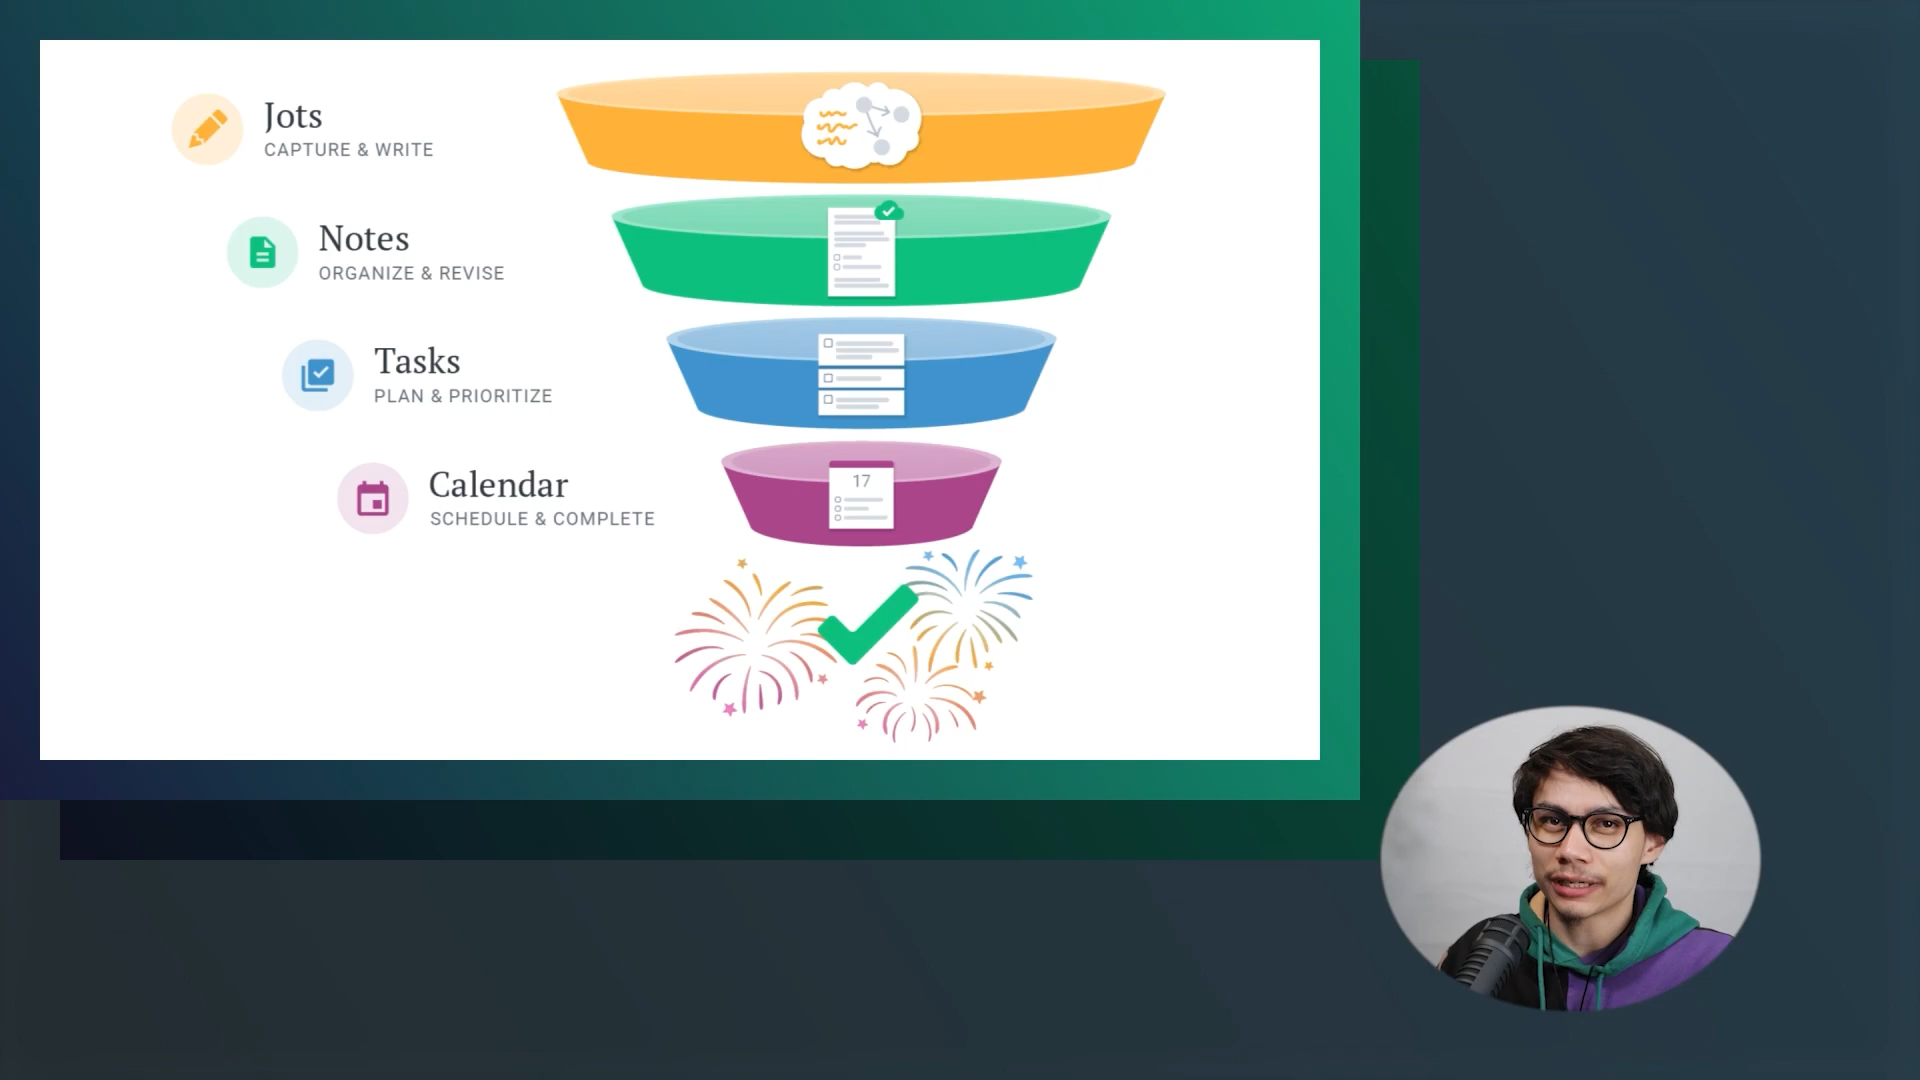 Jots
CAPTURE & WRITE
Notes
ORGANIZE & REVISE
Tasks
PLAN & PRIORITIZE
Calendar
SCHEDULE & COMPLETE
17